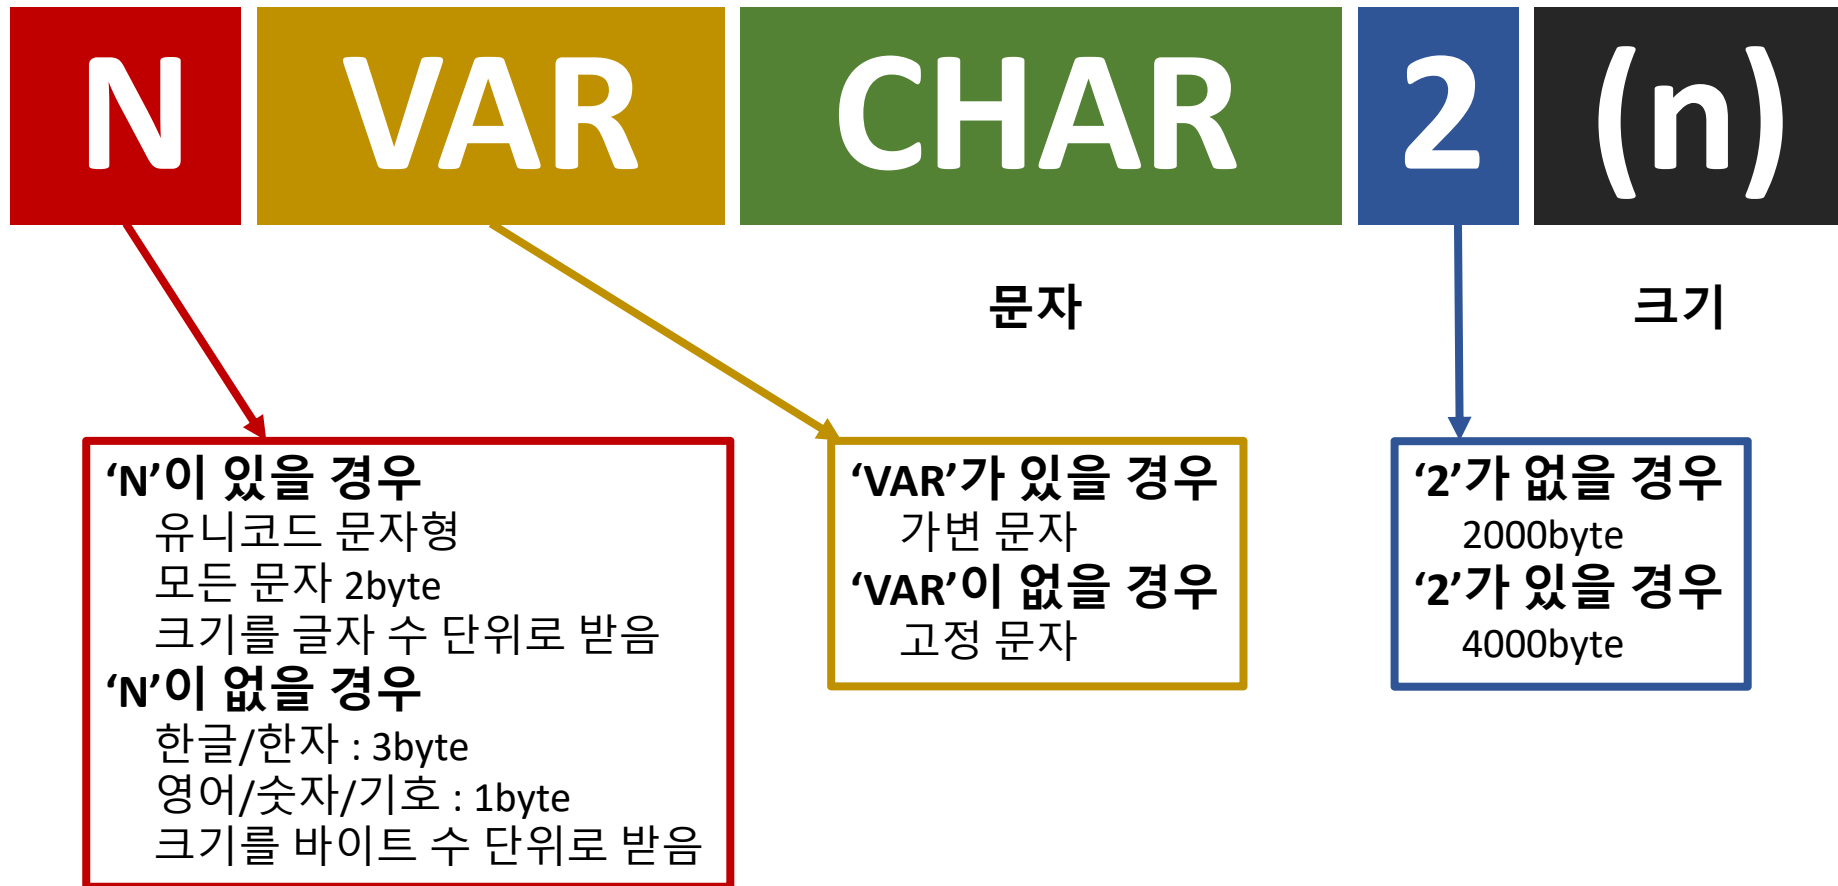 N VAR CHAR 2 (n)
문자
크기
‘N’이 있을 경우
유니코드 문자형
모든 문자 2byte
크기를 글자 수 단위로 받음
‘N’이 없을 경우
한글/한자 : 3byte
영어/숫자/기호 : 1byte
크기를 바이트 수 단위로 받음
‘VAR’가 있을 경우
가변 문자
‘VAR’이 없을 경우
고정 문자
‘2’가 없을 경우
2000byte
‘2’가 있을 경우
4000byte